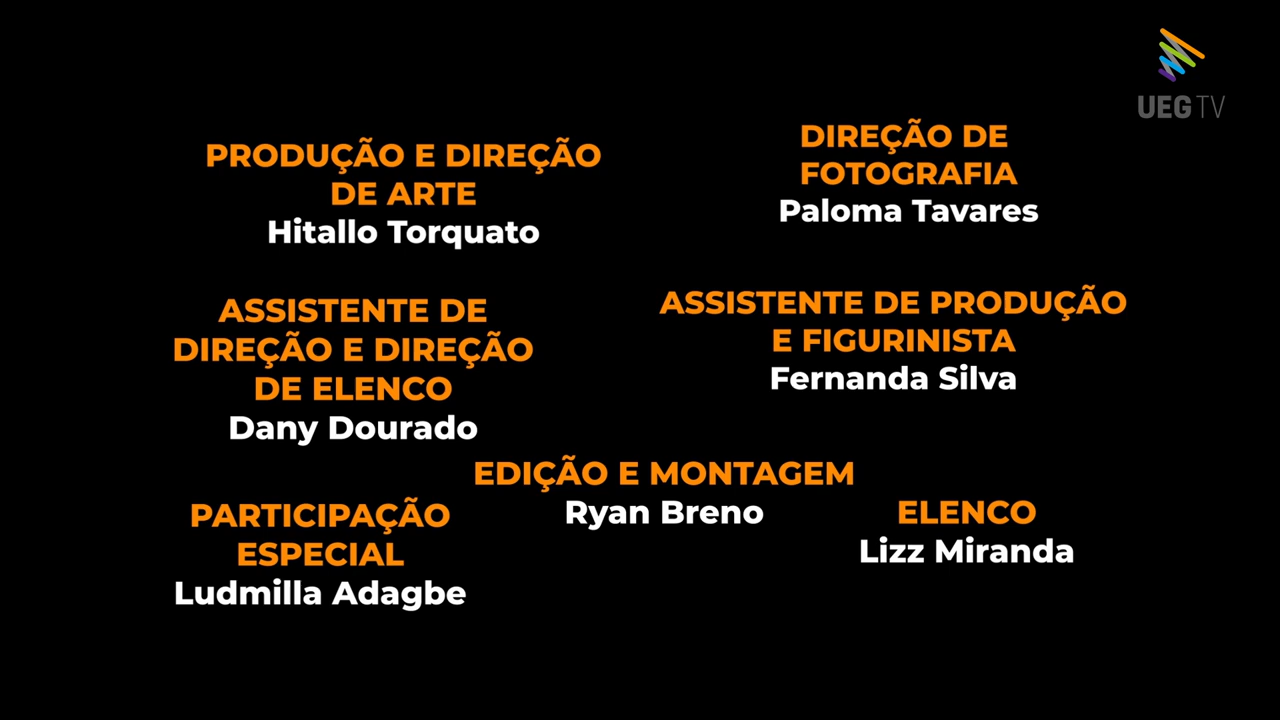 UEG TV
PRODUÇÃO E DIREÇÃO
DE ARTE
Hitallo Torquato
DIREÇÃO DE
FOTOGRAFIA
Paloma Tavares
ASSISTENTE DE
DIREÇÃO E DIREÇÃO
DE ELENCO
Dany Dourado
ASSISTENTE DE PRODUÇÃO
E FIGURINISTA
Fernanda Silva
EDIÇÃO E MONTAGEM
Ryan Breno
PARTICIPAÇÃO
ESPECIAL
Ludmilla Adagbe
ELENCO
Lizz Miranda